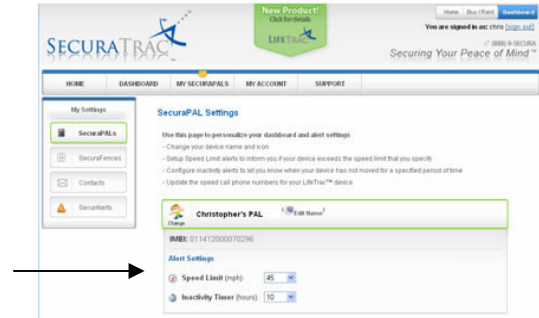 New Product!
Click for details
LIFETRAC
Home Buy / Rent Dashboard
You are signed in as: chris [sign out]
(888) 9-SECURA
SECURATRAC
Securing Your Peace of Mind™
HOME DASHBOARD MY SECURAPALS MY ACCOUNT SUPPORT
My Settings
SecuraPALs
SecuraFences
Contacts
SecurAlerts
SecuraPAL Settings
Use this page to personalize your dashboard and alert settings
- Change your device name and icon
- Setup Speed Limit alerts to inform you if your device exceeds the speed limit that you specify
- Configure inactivity alerts to let you know when your device has not moved for a specified period of time
- Update the speed call phone numbers for your LifeTrac™ device.
Change
Christopher's PAL
( Edit Name)
IMEI: 011412000070296
Alert Settings
Speed Limit (mph): 45
Inactivity Timer (hours): 10